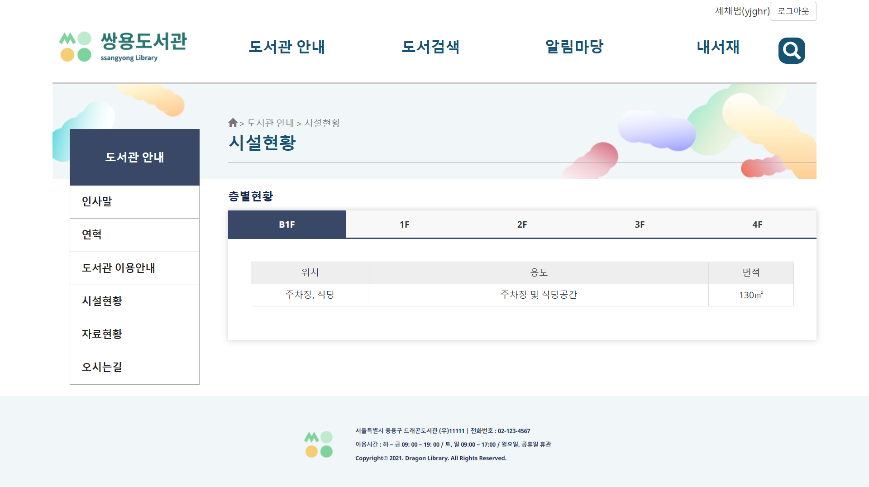 세채범(yjghr) 로그아웃
쌍용도서관
ssangyong Library
도서관 안내 도서검색 알림마당 내서재
> 도서관 안내 > 시설현황
시설현황
도서관 안내
인사말
연혁
도서관 이용안내
시설현황
자료현황
오시는길
층별현황
B1F 1F 2F 3F 4F
위치 용도 면적
주차장, 식당 주차장 및 식당공간 130㎡
서울특별시 쌍용구 드래곤도서관 (우)11111 | 전화번호 : 02-123-4567
이용시간 : 화 ~ 금 09: 00 ~ 19: 00 / 토, 일 09:00 ~ 17:00 / 월요일, 공휴일 휴관
Copyright© 2021. Dragon Library. All Rights Reserved.